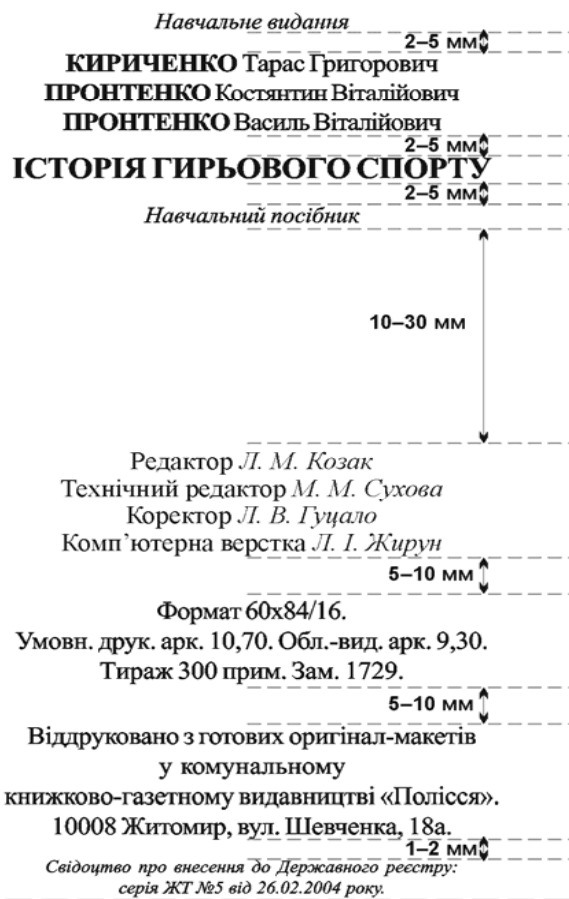 Навчальне видання
2–5 мм
КИРИЧЕНКО Тарас Григорович
ПРОНТЕНКО Костянтин Віталійович
ПРОНТЕНКО Василь Віталійович
2–5 мм
ІСТОРІЯ ГИРЬОВОГО СПОРТУ
2–5 мм
Навчальний посібник
10–30 мм
Редактор Л. М. Козак
Технічний редактор М. М. Сухова
Коректор Л. В. Гуцало
Комп’ютерна верстка Л. І. Жирун
5–10 мм
Формат 60х84/16.
Умовн. друк. арк. 10,70. Обл.-вид. арк. 9,30.
Тираж 300 прим. Зам. 1729.
5–10 мм
Віддруковано з готових оригінал-макетів
у комунальному
книжково-газетному видавництві «Полісся».
10008 Житомир, вул. Шевченка, 18а.
1–2 мм
Свідоцтво про внесення до Державного реєстру:
серія ЖТ №5 від 26.02.2004 року.